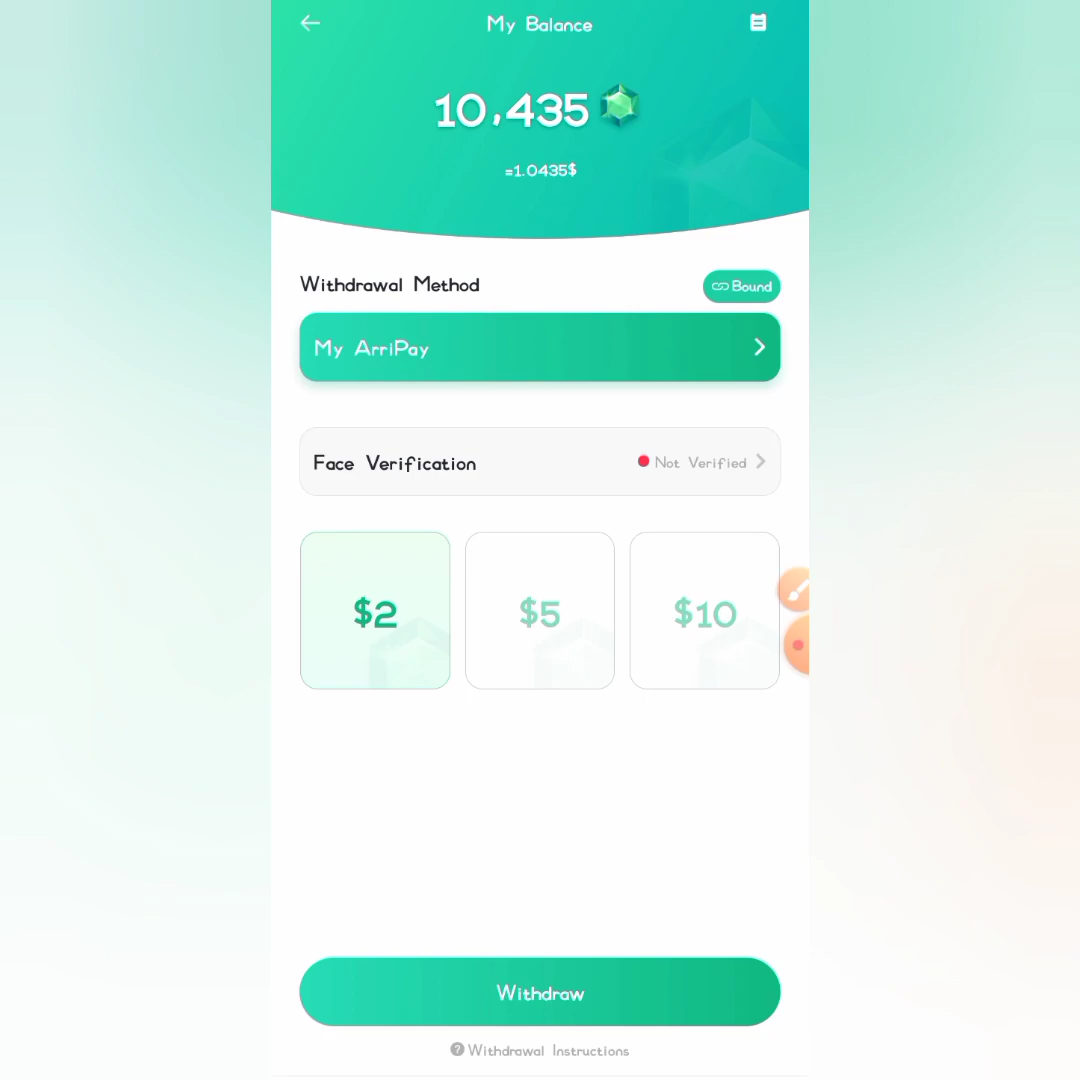 My Balance
10,435
=1.0435$
Withdrawal Method
Bound
My ArriPay
Face Verification
Not Verified
$2
$5
$10
Withdraw
? Withdrawal Instructions